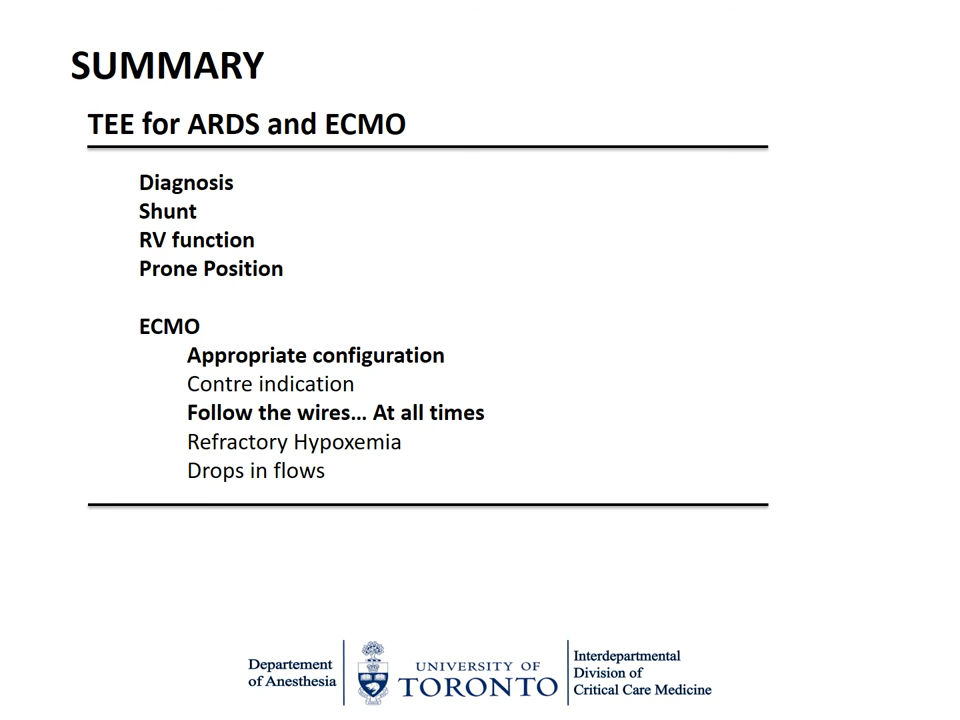 SUMMARY
TEE for ARDS and ECMO
Diagnosis
Shunt
RV function
Prone Position
ECMO
Appropriate configuration
Contre indication
Follow the wires... At all times
Refractory Hypoxemia
Drops in flows
Departement
of Anesthesia
UNIVERSITY OF
TORONTO
Interdepartmental
Division of
Critical Care Medicine